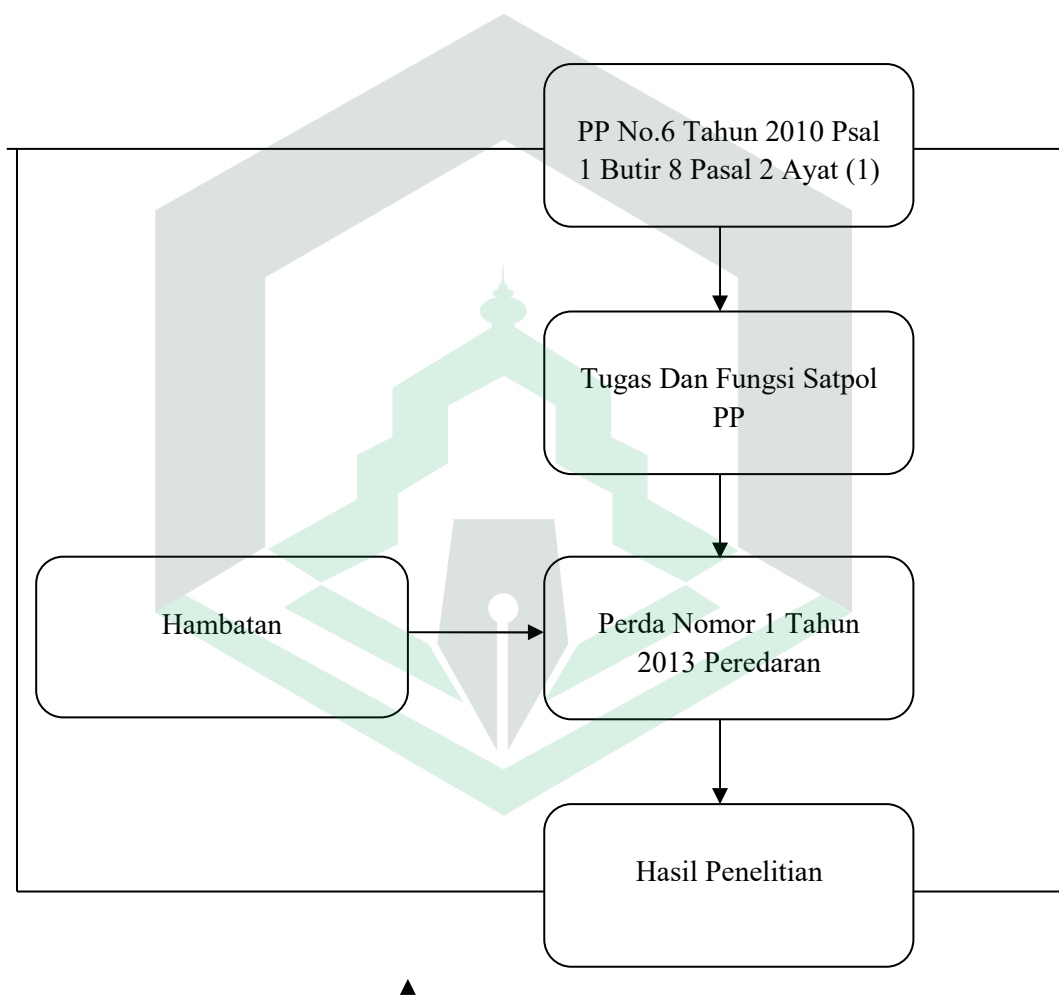 PP No.6 Tahun 2010 Psal
1 Butir 8 Pasal 2 Ayat (1)
Tugas Dan Fungsi Satpol
PP
Hambatan
Perda Nomor 1 Tahun
2013 Peredaran
Hasil Penelitian